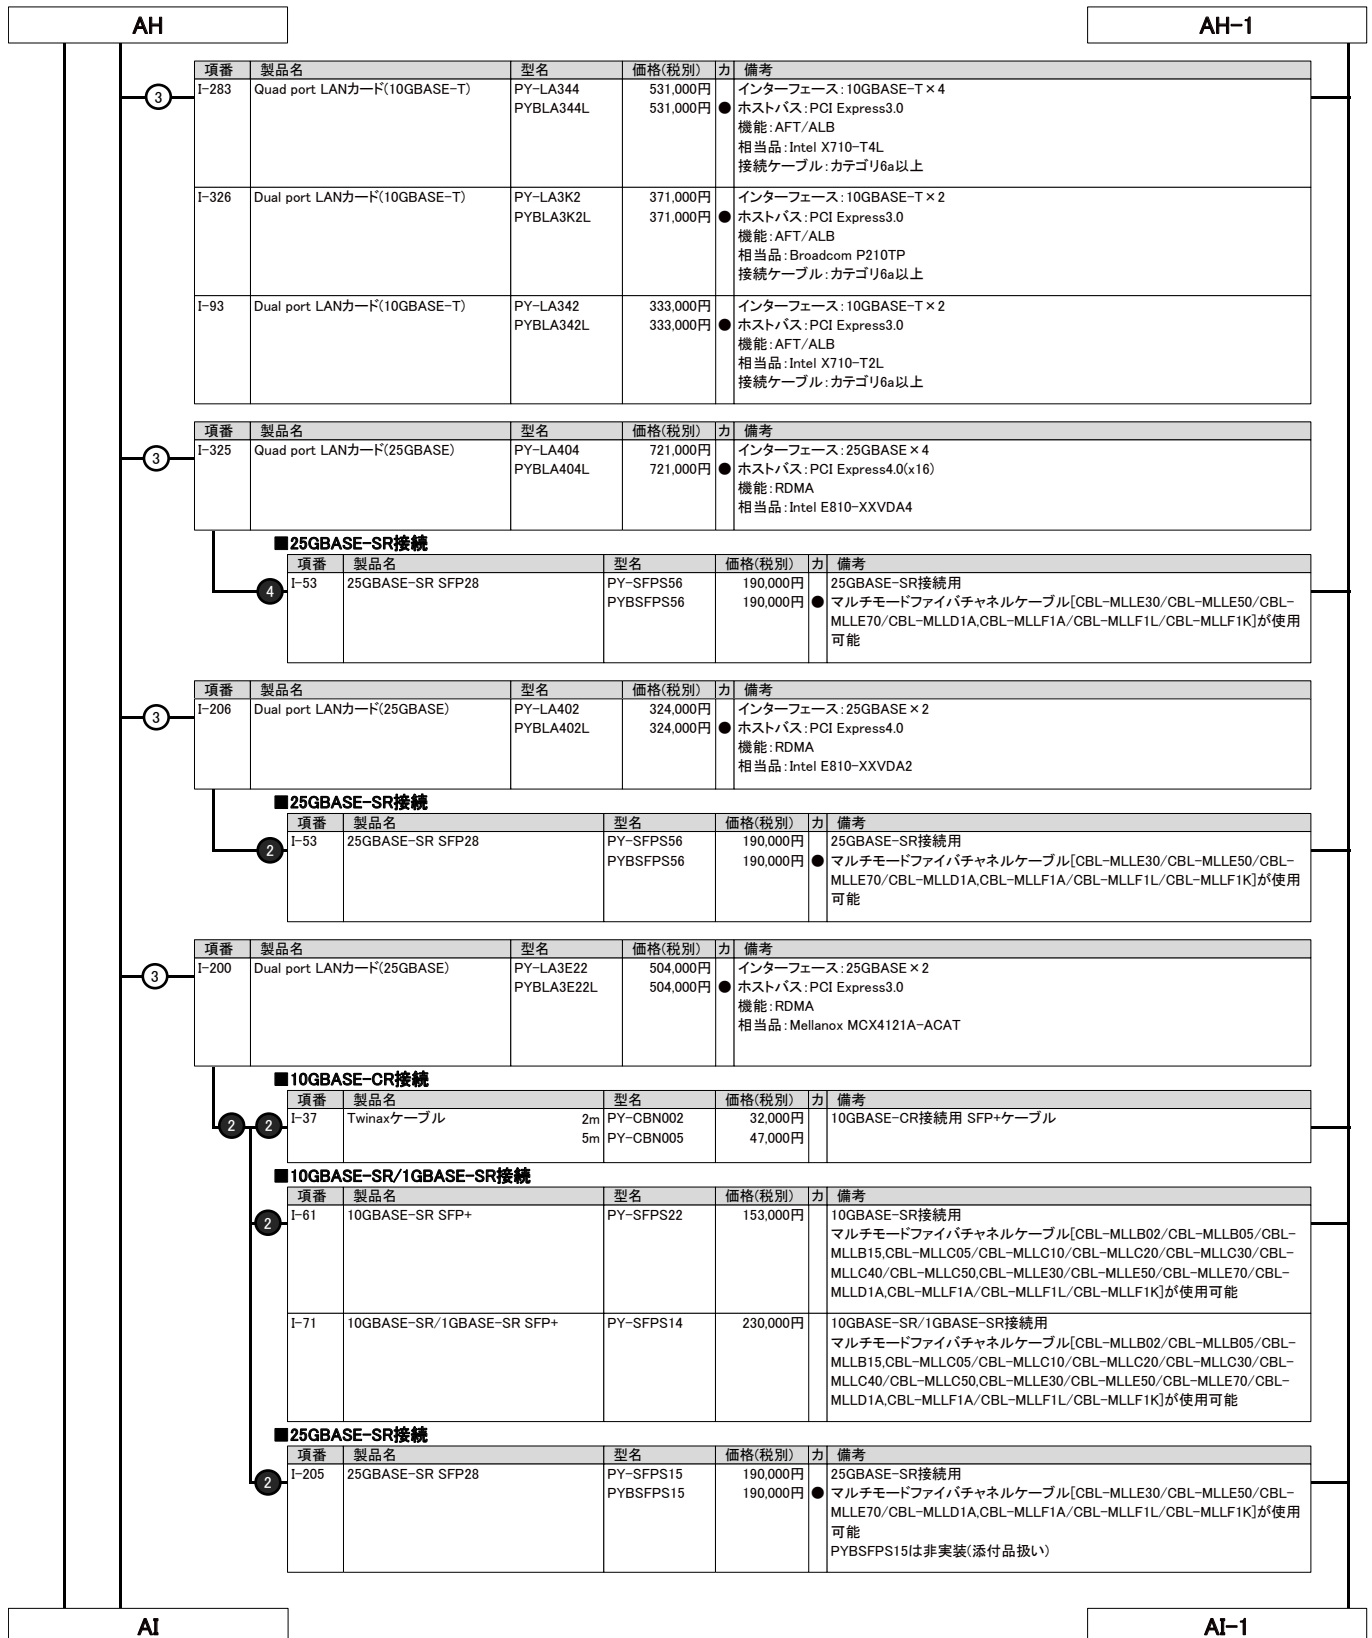 AH
AH-1
項番 製品名 型名 価格(税別) カ 備考
③ I-283 Quad port LANカード(10GBASE-T) PY-LA344 531,000円 インターフェース:10GBASE-T×4
PYBLA344L 531,000円 ● ホストバス:PCI Express3.0
機能:AFT/ALB
相当品:Intel X710-T4L
接続ケーブル:カテゴリ6a以上
I-326 Dual port LANカード(10GBASE-T) PY-LA3K2 371,000円 インターフェース:10GBASE-T×2
PYBLA3K2L 371,000円 ● ホストバス:PCI Express3.0
機能:AFT/ALB
相当品:Broadcom P210TP
接続ケーブル:カテゴリ6a以上
I-93 Dual port LANカード(10GBASE-T) PY-LA342 333,000円 インターフェース:10GBASE-T×2
PYBLA342L 333,000円 ● ホストバス:PCI Express3.0
機能:AFT/ALB
相当品:Intel X710-T2L
接続ケーブル:カテゴリ6a以上
項番 製品名 型名 価格(税別) カ 備考
③ I-325 Quad port LANカード(25GBASE) PY-LA404 721,000円 インターフェース:25GBASE×4
PYBLA404L 721,000円 ● ホストバス:PCI Express4.0(x16)
機能:RDMA
相当品:Intel E810-XXVDA4
■25GBASE-SR接続
項番 製品名 型名 価格(税別) カ 備考
④ I-53 25GBASE-SR SFP28 PY-SFPS56 190,000円 25GBASE-SR接続用
PYBSFPS56 190,000円 ● マルチモードファイバチャネルケーブル[CBL-MLLE30/CBL-MLLE50/CBL-
MLLE70/CBL-MLLD1A,CBL-MLLF1A/CBL-MLLF1L/CBL-MLLF1K]が使用
可能
項番 製品名 型名 価格(税別) カ 備考
③ I-206 Dual port LANカード(25GBASE) PY-LA402 324,000円 インターフェース:25GBASE×2
PYBLA402L 324,000円 ● ホストバス:PCI Express4.0
機能:RDMA
相当品:Intel E810-XXVDA2
■25GBASE-SR接続
項番 製品名 型名 価格(税別) カ 備考
② I-53 25GBASE-SR SFP28 PY-SFPS56 190,000円 25GBASE-SR接続用
PYBSFPS56 190,000円 ● マルチモードファイバチャネルケーブル[CBL-MLLE30/CBL-MLLE50/CBL-
MLLE70/CBL-MLLD1A,CBL-MLLF1A/CBL-MLLF1L/CBL-MLLF1K]が使用
可能
項番 製品名 型名 価格(税別) カ 備考
③ I-200 Dual port LANカード(25GBASE) PY-LA3E22 504,000円 インターフェース:25GBASE×2
PYBLA3E22L 504,000円 ● ホストバス:PCI Express3.0
機能:RDMA
相当品:Mellanox MCX4121A-ACAT
■10GBASE-CR接続
項番 製品名 型名 価格(税別) カ 備考
② ② I-37 Twinaxケーブル 2m PY-CBN002 32,000円 10GBASE-CR接続用 SFP+ケーブル
5m PY-CBN005 47,000円
■10GBASE-SR/1GBASE-SR接続
項番 製品名 型名 価格(税別) カ 備考
② I-61 10GBASE-SR SFP+ PY-SFPS22 153,000円 10GBASE-SR接続用
マルチモードファイバチャネルケーブル[CBL-MLLB02/CBL-MLLB05/CBL-
MLLB15,CBL-MLLC05/CBL-MLLC10/CBL-MLLC20/CBL-MLLC30/CBL-
MLLC40/CBL-MLLC50,CBL-MLLE30/CBL-MLLE50/CBL-MLLE70/CBL-
MLLD1A,CBL-MLLF1A/CBL-MLLF1L/CBL-MLLF1K]が使用可能
I-71 10GBASE-SR/1GBASE-SR SFP+ PY-SFPS14 230,000円 10GBASE-SR/1GBASE-SR接続用
マルチモードファイバチャネルケーブル[CBL-MLLB02/CBL-MLLB05/CBL-
MLLB15,CBL-MLLC05/CBL-MLLC10/CBL-MLLC20/CBL-MLLC30/CBL-
MLLC40/CBL-MLLC50,CBL-MLLE30/CBL-MLLE50/CBL-MLLE70/CBL-
MLLD1A,CBL-MLLF1A/CBL-MLLF1L/CBL-MLLF1K]が使用可能
■25GBASE-SR接続
項番 製品名 型名 価格(税別) カ 備考
② I-205 25GBASE-SR SFP28 PY-SFPS15 190,000円 25GBASE-SR接続用
PYBSFPS15 190,000円 ● マルチモードファイバチャネルケーブル[CBL-MLLE30/CBL-MLLE50/CBL-
MLLE70/CBL-MLLD1A,CBL-MLLF1A/CBL-MLLF1L/CBL-MLLF1K]が使用
可能
PYBSFPS15は非実装(添付品扱い)
AI
AI-1